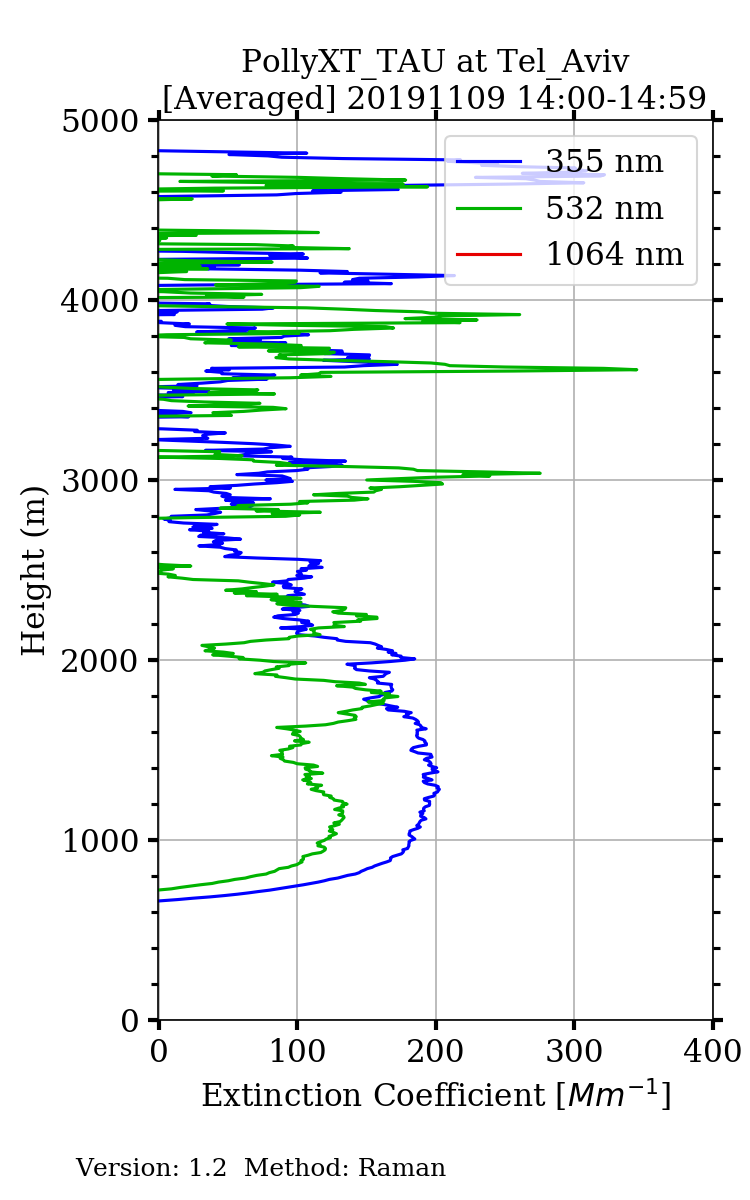 PollyXT_TAU at Tel_Aviv
[Averaged] 20191109 14:00-14:59
5000
355 nm
532 nm
1064 nm
4000
3000
Height (m)
2000
1000
0
0 100 200 300 400
Extinction Coefficient [Mm⁻¹]
Version: 1.2  Method: Raman